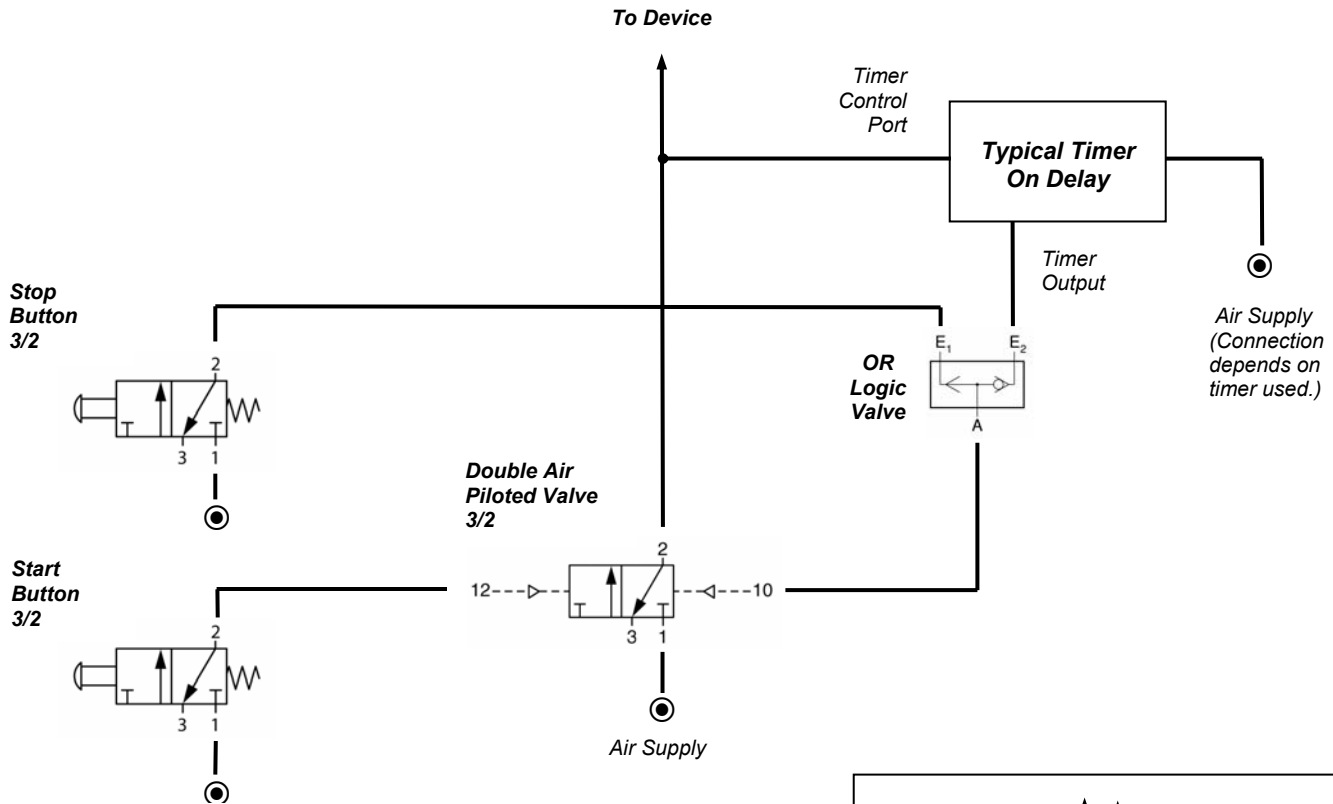 To Device
Timer
Control
Port
Typical Timer
On Delay
Timer
Output
Air Supply
(Connection
depends on
timer used.)
Stop
Button
3/2
2
3 1
E1 E2
OR
Logic
Valve
A
Double Air
Piloted Valve
3/2
2
12 10
3 1
Air Supply
Start
Button
3/2
2
3 1